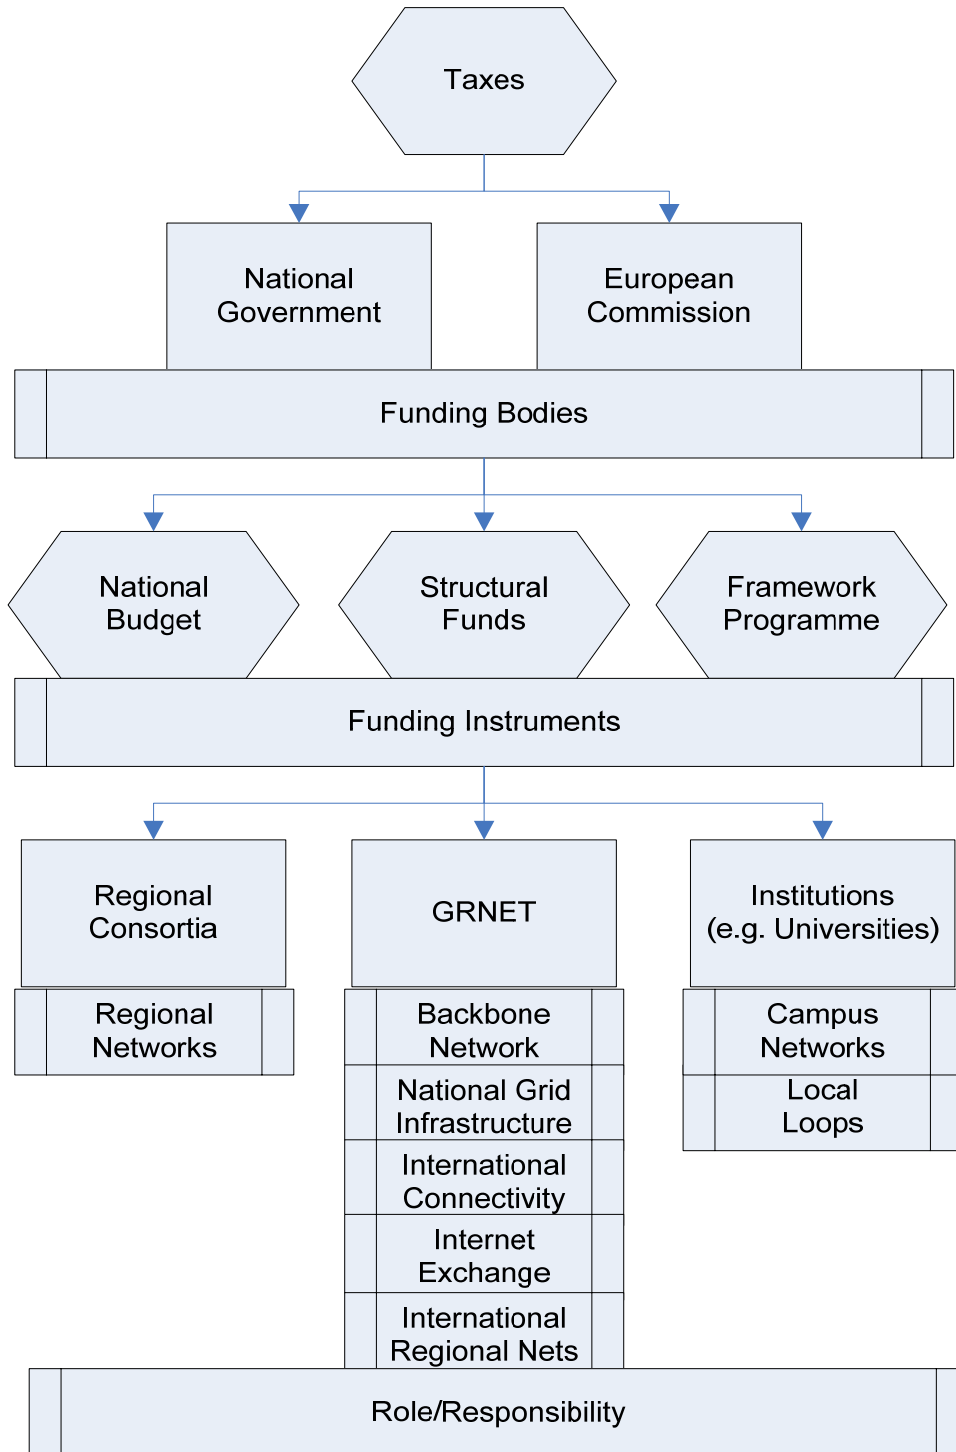 Taxes
National
Government
European
Commission
Funding Bodies
National
Budget
Structural
Funds
Framework
Programme
Funding Instruments
Regional
Consortia
GRNET
Institutions
(e.g. Universities)
Regional
Networks
Backbone
Network
National Grid
Infrastructure
International
Connectivity
Internet
Exchange
International
Regional Nets
Campus
Networks
Local
Loops
Role/Responsibility